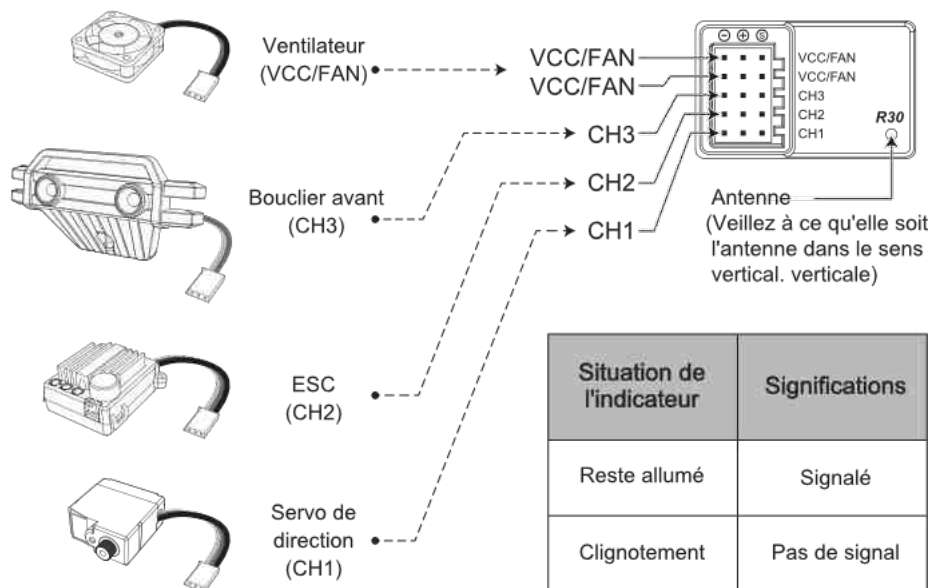 Ventilateur
(VCC/FAN)
VCC/FAN
VCC/FAN
CH3
CH2
CH1
Bouclier avant
(CH3)
ESC
(CH2)
Servo de
direction
(CH1)
- + S
VCC/FAN
VCC/FAN
CH3
CH2
CH1
R30
Antenne
(Veillez à ce qu'elle soit
l'antenne dans le sens
vertical. verticale)
Situation de
l'indicateur
Significations
Reste allumé
Signalé
Clignotement
Pas de signal